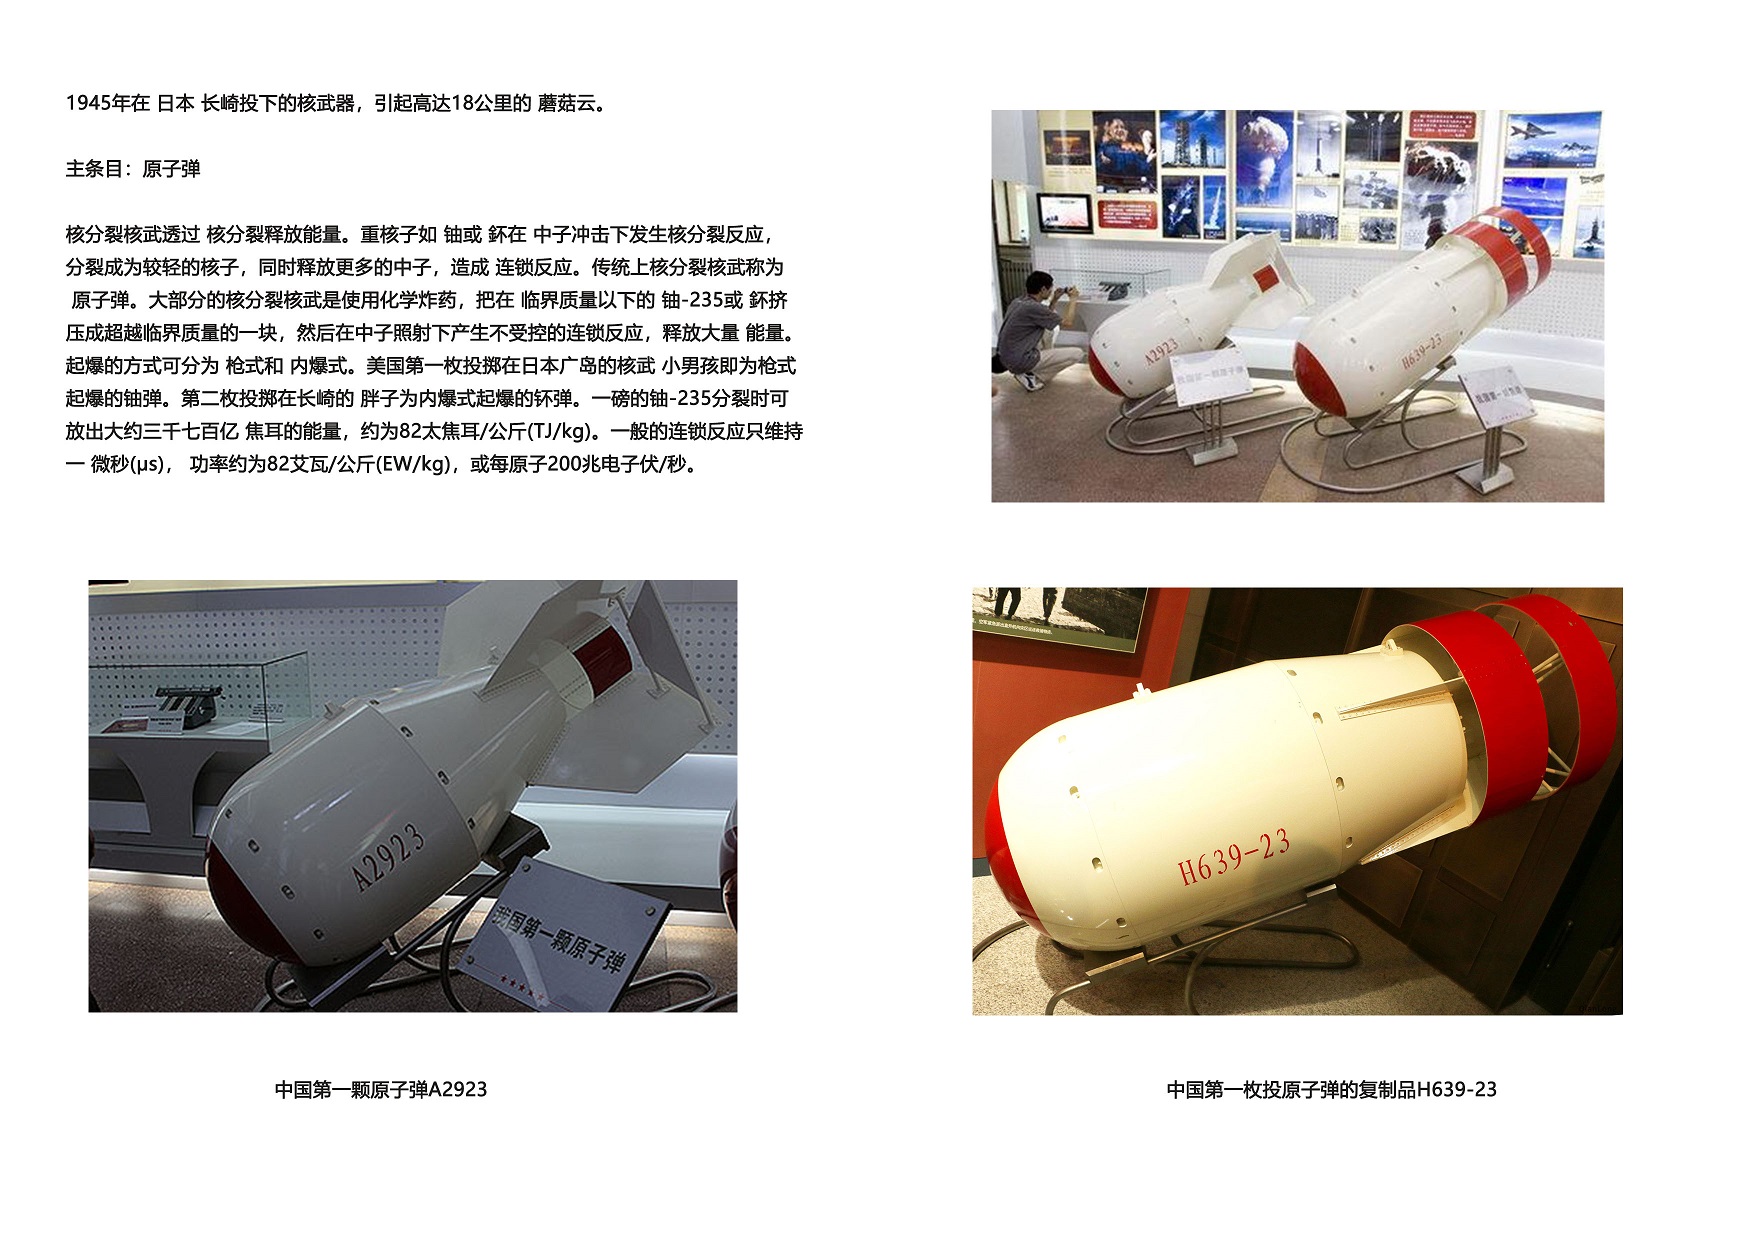 1945年在 日本 长崎投下的核武器，引起高达18公里的 蘑菇云。
主条目：原子弹
核分裂核武透过 核分裂释放能量。重核子如 铀或 鈈在 中子冲击下发生核分裂反应，
分裂成为较轻的核子，同时释放更多的中子，造成 连锁反应。传统上核分裂核武称为
原子弹。大部分的核分裂核武是使用化学炸药，把在 临界质量以下的 铀-235或 鈈挤
压成超越临界质量的一块，然后在中子照射下产生不受控的连锁反应，释放大量 能量。
起爆的方式可分为 枪式和 内爆式。美国第一枚投掷在日本广岛的核武 小男孩即为枪式
起爆的铀弹。第二枚投掷在长崎的 胖子为内爆式起爆的钚弹。一磅的铀-235分裂时可
放出大约三千七百亿 焦耳的能量，约为82太焦耳/公斤(TJ/kg)。一般的连锁反应只维持
一 微秒(μs)， 功率约为82艾瓦/公斤(EW/kg)，或每原子200兆电子伏/秒。
A2923
H639-23
我国第一颗原子弹
我国第一
A2923
我国第一颗原子弹
H639-23
中国第一颗原子弹A2923
中国第一枚投原子弹的复制品H639-23